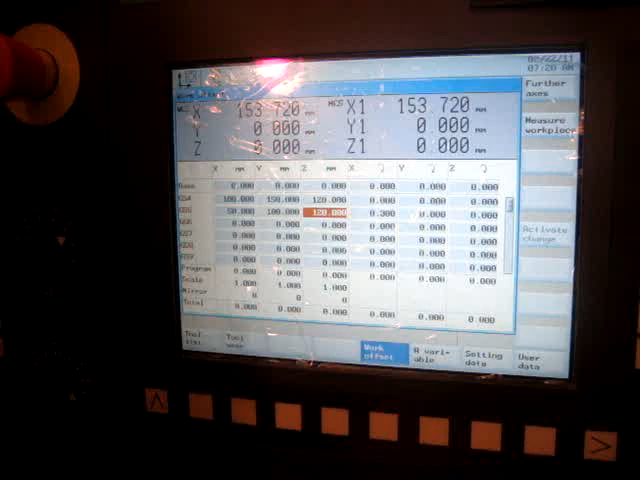 07:20 AM
Further axes
X 153.720 mm MCS X1 153.720 mm
Y 0.000 mm Y1 0.000 mm
Z 0.000 mm Z1 0.000 mm
Measure workpiece
X mm Y mm Z mm X Y Z
0.000 0.000 0.000 0.000 0.000 0.000
G54 100.000 150.000 120.000 0.000 0.000 0.000
G55 50.000 100.000 120.000 0.300 0.000 0.000
G56 0.000 0.000 0.000 0.000 0.000 0.000
G57 0.000 0.000 0.000 0.000 0.000 0.000
G58 0.000 0.000 0.000 0.000 0.000 0.000
G59 0.000 0.000 0.000 0.000 0.000 0.000
Program 0.000 0.000 0.000 0.000 0.000 0.000
Scale 1.000 1.000 1.000
Mirror 0 0 0
Total 0.000 0.000 0.000 0.000 0.000 0.000
Activate change
Tool list
Tool wear
Work offset
R vari-able
Setting data
User data